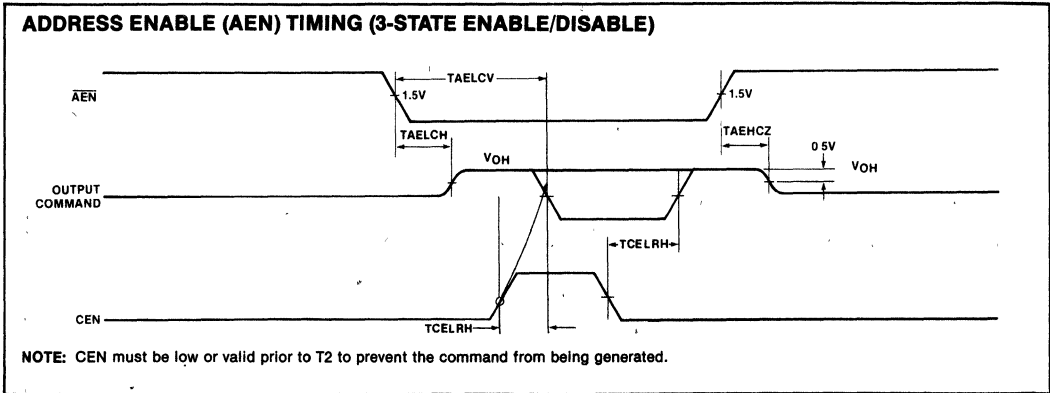 ADDRESS ENABLE (AEN) TIMING (3-STATE ENABLE/DISABLE)
AEN
TAELCV
1.5V
1.5V
TAELCH
TAEHCZ
0 5V
VOH
VOH
OUTPUT
COMMAND
TCELRH
CEN
TCELRH
NOTE: CEN must be low or valid prior to T2 to prevent the command from being generated.